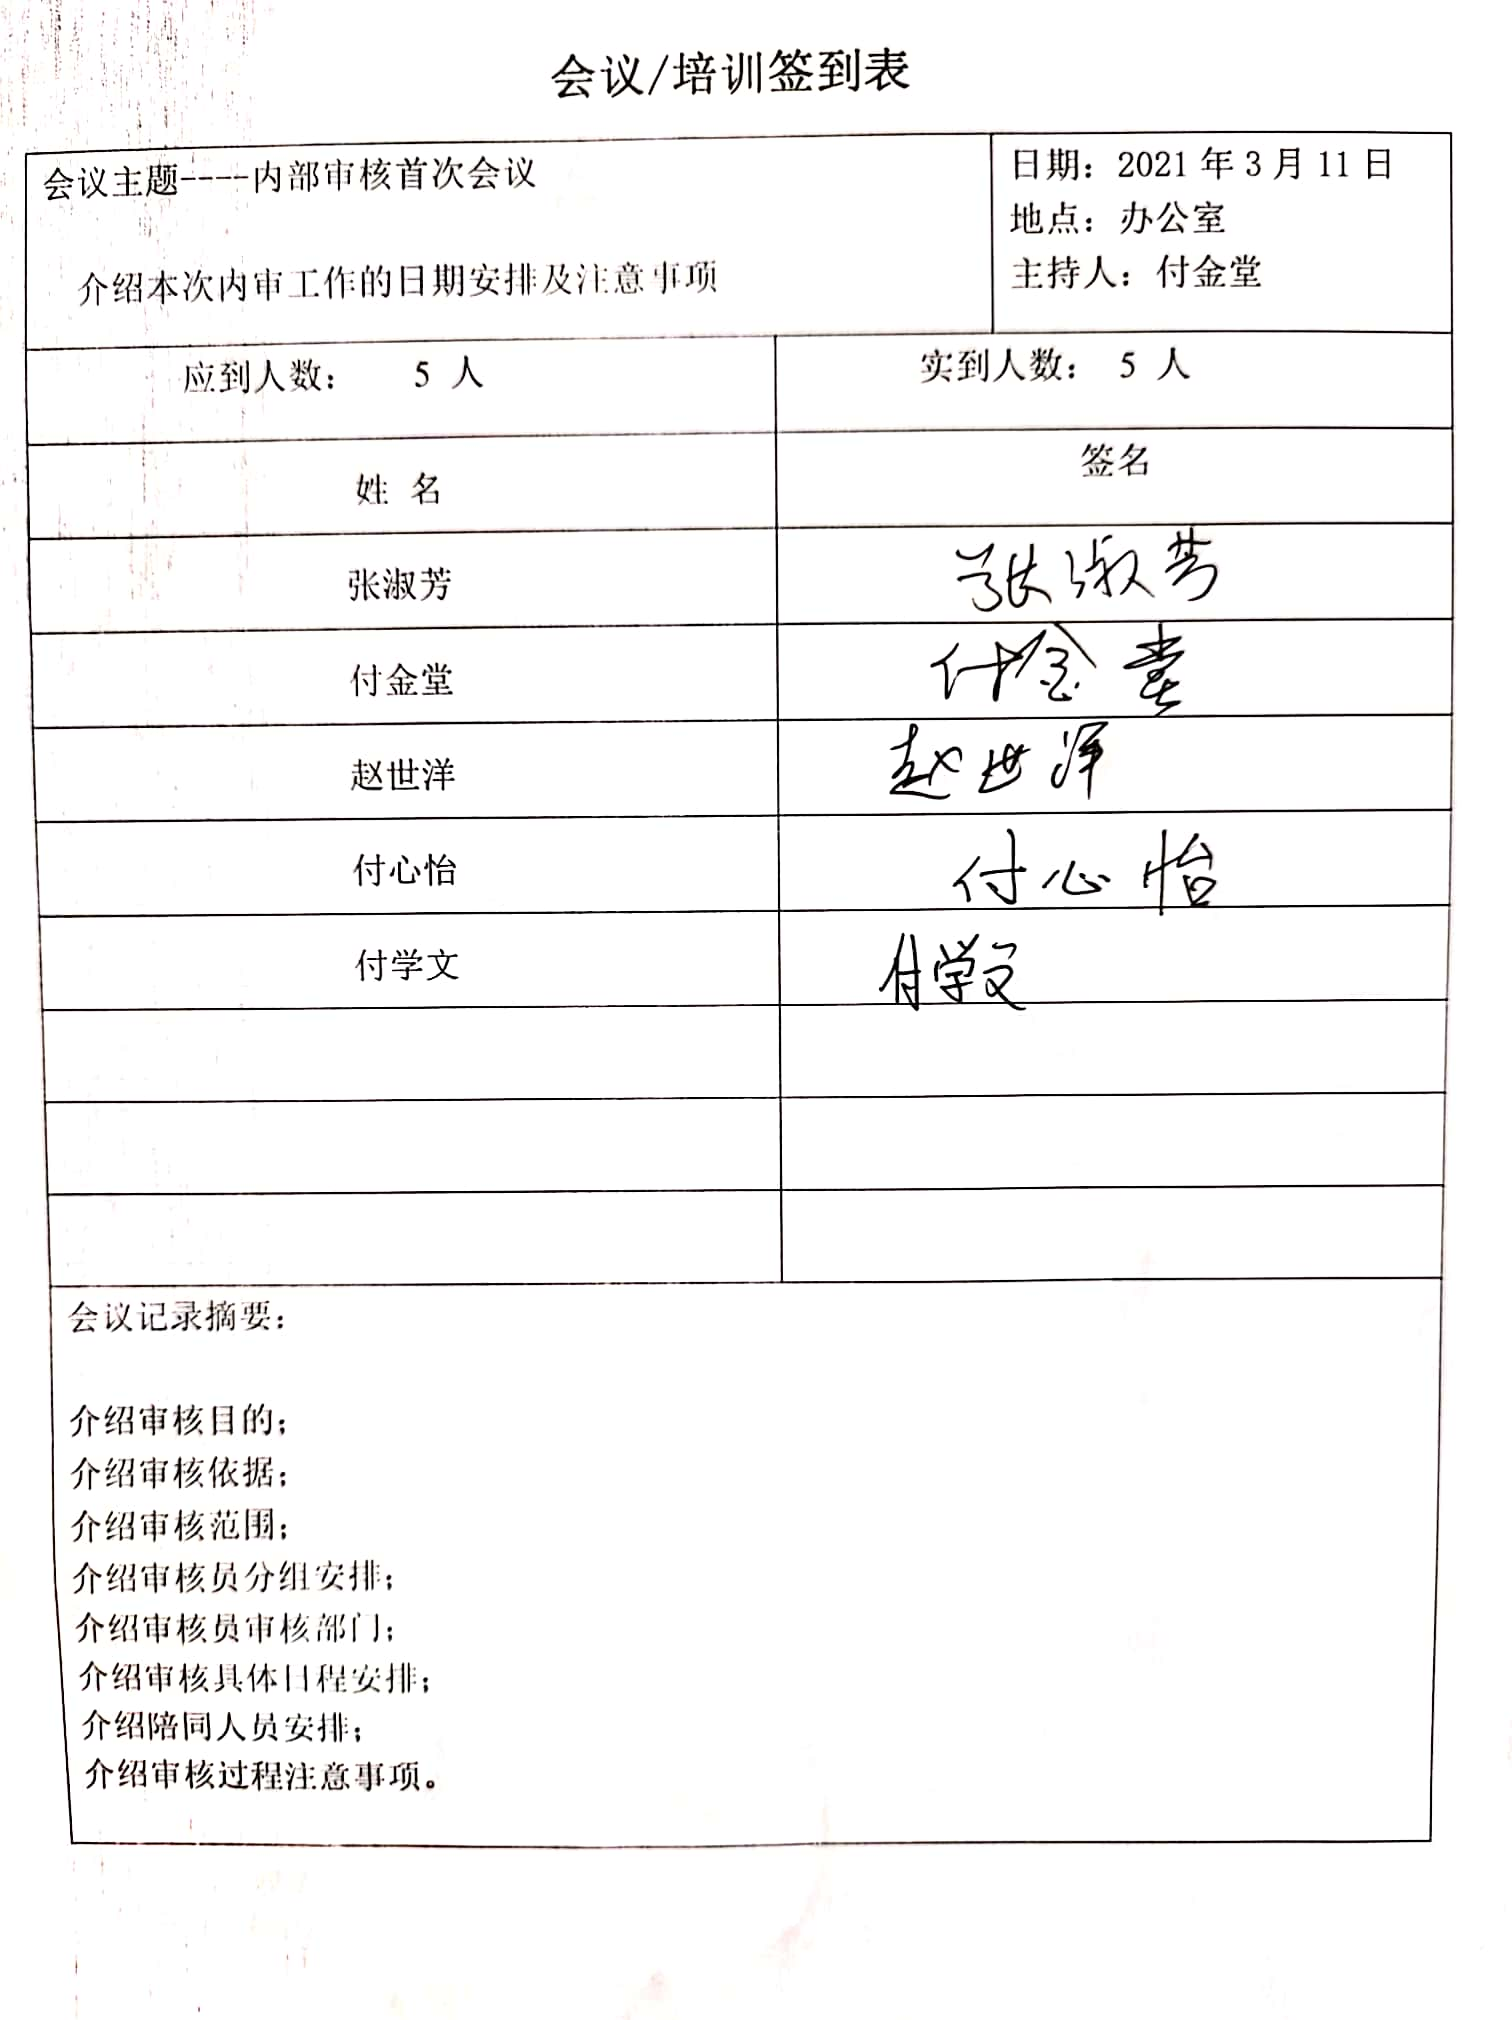 会议/培训签到表
会议主题----内部审核首次会议
介绍本次内审工作的日期安排及注意事项
日期：2021 年 3 月 11 日
地点：办公室
主持人：付金堂
应到人数： 5 人
实到人数： 5 人
姓 名
签名
张淑芳
张淑芳
付金堂
付金堂
赵世洋
赵世洋
付心怡
付心怡
付学文
付学文
会议记录摘要：
介绍审核目的；
介绍审核依据；
介绍审核范围；
介绍审核员分组安排；
介绍审核员审核部门；
介绍审核具体日程安排；
介绍陪同人员安排；
介绍审核过程注意事项。